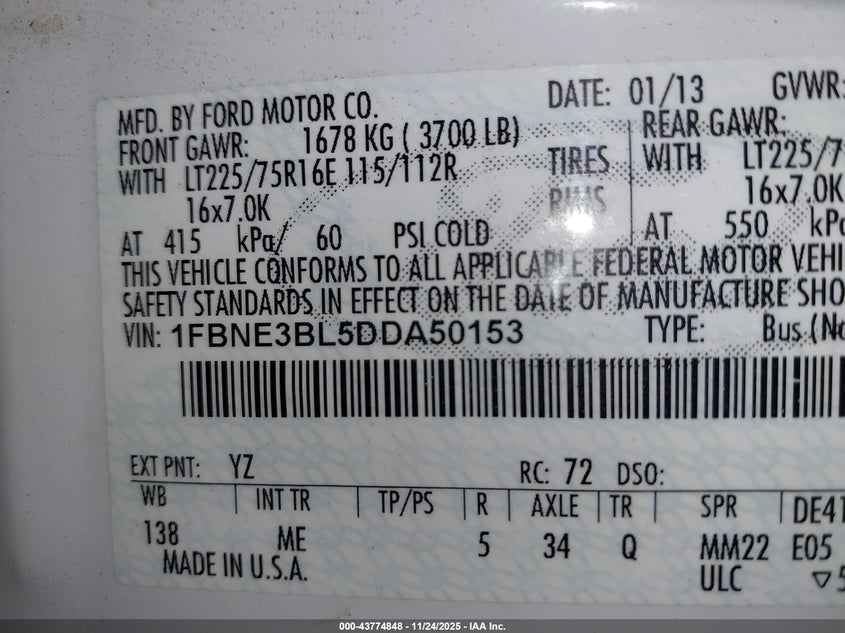 MFD. BY FORD MOTOR CO. DATE: 01/13 GVWR:
FRONT GAWR: 1678 KG ( 3700 LB) REAR GAWR:
WITH LT225/75R16E 115/112R TIRES WITH LT225/7
16x7.0K RIMS 16x7.0K
AT 415 kPa/ 60 PSI COLD AT 550 kPa
THIS VEHICLE CONFORMS TO ALL APPLICABLE FEDERAL MOTOR VEHI
SAFETY STANDARDS IN EFFECT ON THE DATE OF MANUFACTURE SHO
VIN: 1FBNE3BL5DDA50153 TYPE: Bus (No
EXT PNT: YZ RC: 72 DSO:
WB | INT TR | TP/PS | R | AXLE | TR | SPR | DE41
138 ME 5 34 Q MM22 E05
MADE IN U.S.A. ULC ▽5
000-43774848 - 11/24/2025 - IAA Inc.